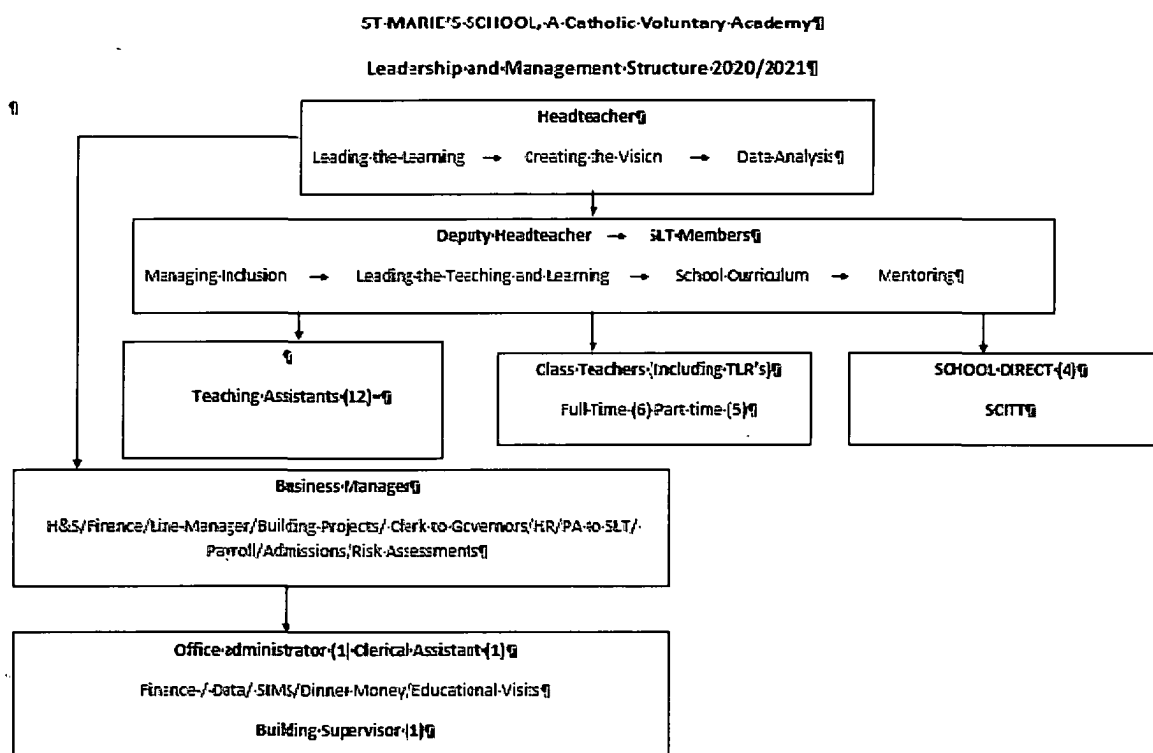 ST·MARIE'S·SCHOOL,·A·Catholic·Voluntary·Academy¶
Leadership·and·Management·Structure·2020/2021¶
¶
Headteacher¶
Leading·the·Learning → Creating·the·Vision → Data·Analysis¶
Deputy·Headteacher → SLT·Members¶
Managing·Inclusion → Leading·the·Teaching·and·Learning → School·Curriculum → Mentoring¶
¶
Teaching·Assistants·(12)·¶
Class·Teachers·(Including·TLR's)¶
Full-Time·(6)·Part-time·(5)¶
SCHOOL·DIRECT·(4)¶
SCITT¶
Business·Manager¶
H&S/Finance/Line·Manager/Building·Projects/·Clerk·to·Governors/HR/PA·to·SLT/·
Payroll/Admissions/Risk·Assessments¶
Office·administrator·(1)·Clerical·Assistant·(1)¶
Finance·/·Data/·SIMS/Dinner·Money/Educational·Visits¶
Building·Supervisor·(1)¶